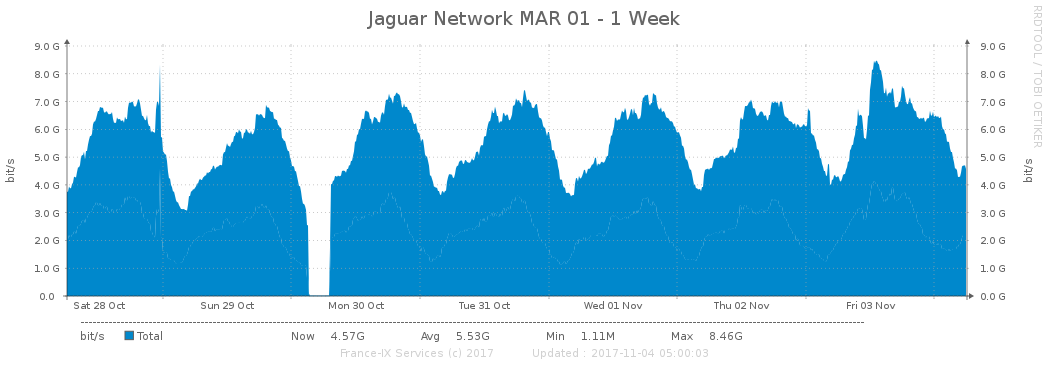 Jaguar Network MAR 01 - 1 Week
RRDTOOL / TOBI OETIKER
9.0 G 9.0 G
8.0 G 8.0 G
7.0 G 7.0 G
6.0 G 6.0 G
5.0 G 5.0 G
bit/s bit/s
4.0 G 4.0 G
3.0 G 3.0 G
2.0 G 2.0 G
1.0 G 1.0 G
0.0 0.0 G
Sat 28 Oct Sun 29 Oct Mon 30 Oct Tue 31 Oct Wed 01 Nov Thu 02 Nov Fri 03 Nov
bit/s Total Now 4.57G Avg 5.53G Min 1.11M Max 8.46G
France-IX Services (c) 2017 Updated : 2017-11-04 05:00:03